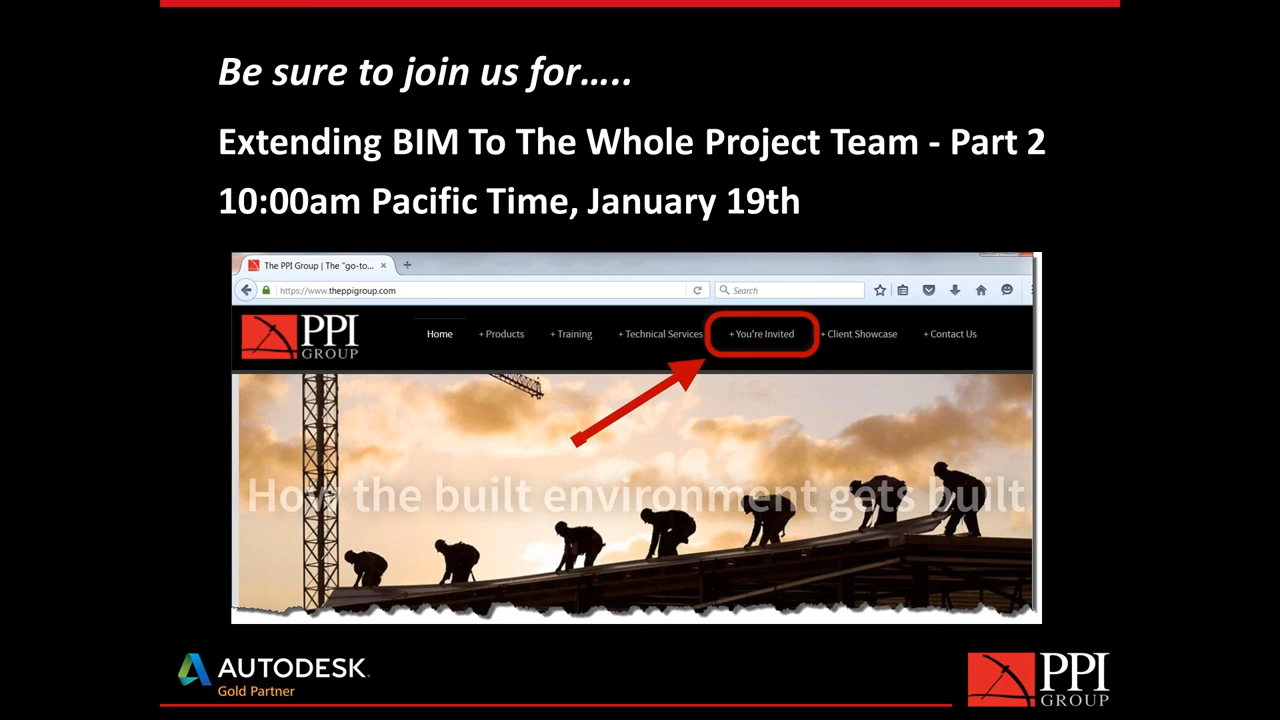 Be sure to join us for…..
Extending BIM To The Whole Project Team - Part 2
10:00am Pacific Time, January 19th
The PPI Group | The "go-to...
https://www.theppigroup.com
Search
PPI
GROUP
Home
+ Products
+ Training
+ Technical Services
+ You're Invited
+ Client Showcase
+ Contact Us
How the built environment gets built
AUTODESK.
Gold Partner
PPI
GROUP